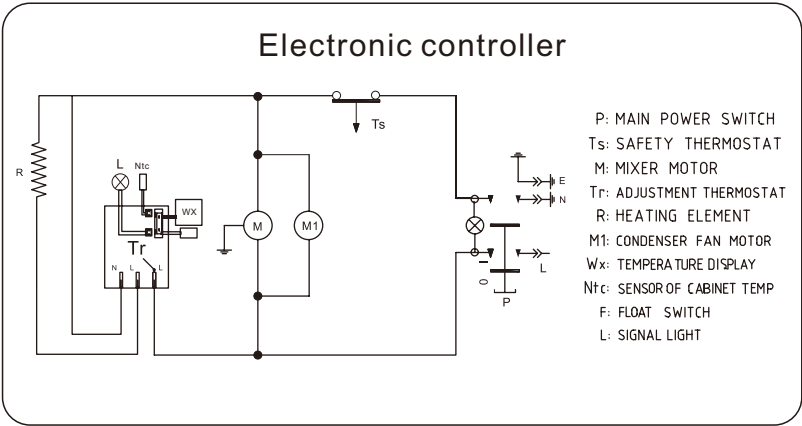 Electronic controller
Ts
R
L
Ntc
WX
Tr
N
L
L
M
M1
E
N
L
I
O
P
P: MAIN POWER SWITCH
Ts: SAFETY THERMOSTAT
M: MIXER MOTOR
Tr: ADJUSTMENT THERMOSTAT
R: HEATING ELEMENT
M1: CONDENSER FAN MOTOR
Wx: TEMPERATURE DISPLAY
Ntc: SENSOR OF CABINET TEMP
F: FLOAT SWITCH
L: SIGNAL LIGHT